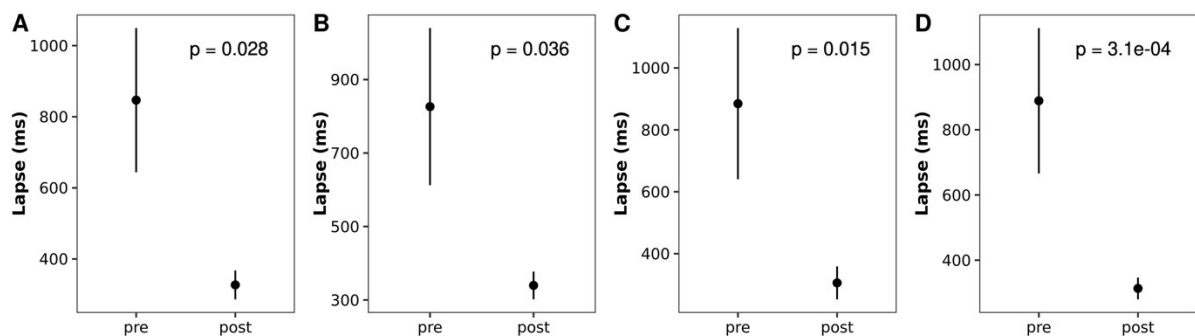 A
Lapse (ms)
1000
800
600
400
p = 0.028
pre
post
B
Lapse (ms)
900
700
500
300
p = 0.036
pre
post
C
Lapse (ms)
1000
800
600
400
p = 0.015
pre
post
D
Lapse (ms)
1000
800
600
400
p = 3.1e-04
pre
post